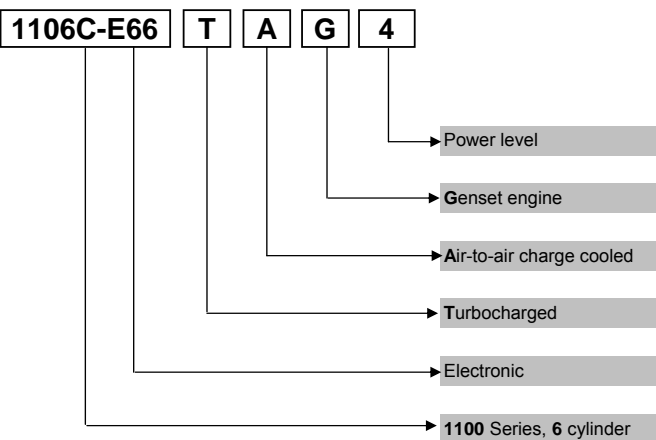 1106C-E66 T A G 4
Power level
Genset engine
Air-to-air charge cooled
Turbocharged
Electronic
1100 Series, 6 cylinder